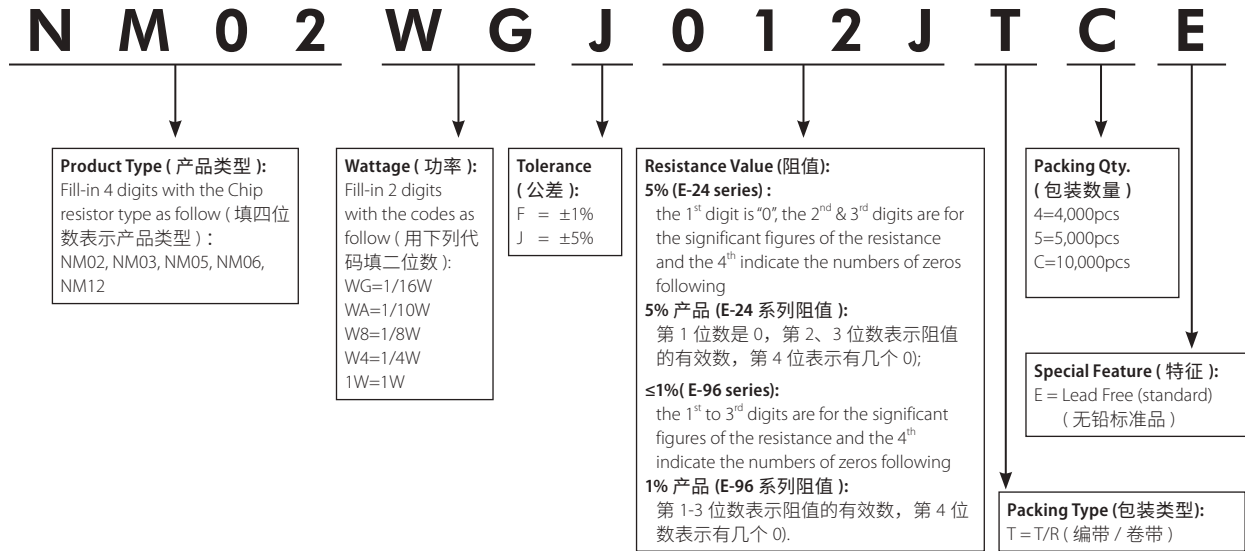 N M 0 2 W G J 0 1 2 J T C E
Product Type ( 产品类型 ):
Fill-in 4 digits with the Chip
resistor type as follow ( 填四位
数表示产品类型 ) :
NM02, NM03, NM05, NM06,
NM12
Wattage ( 功率 ):
Fill-in 2 digits
with the codes as
follow ( 用下列代
码填二位数 ):
WG=1/16W
WA=1/10W
W8=1/8W
W4=1/4W
1W=1W
Tolerance
( 公差 ):
F = ±1%
J = ±5%
Resistance Value (阻值):
5% (E-24 series) :
the 1st digit is “0”, the 2nd & 3rd digits are for
the significant figures of the resistance
and the 4th indicate the numbers of zeros
following
5% 产品 (E-24 系列阻值 ):
第 1 位数是 0，第 2、3 位数表示阻值
的有效数，第 4 位表示有几个 0);
≤1%( E-96 series):
the 1st to 3rd digits are for the significant
figures of the resistance and the 4th
indicate the numbers of zeros following
1% 产品 (E-96 系列阻值 ):
第 1-3 位数表示阻值的有效数，第 4 位
数表示有几个 0).
Packing Qty.
( 包装数量 )
4=4,000pcs
5=5,000pcs
C=10,000pcs
Special Feature ( 特征 ):
E = Lead Free (standard)
( 无铅标准品 )
Packing Type (包装类型):
T = T/R ( 编带 / 卷带 )